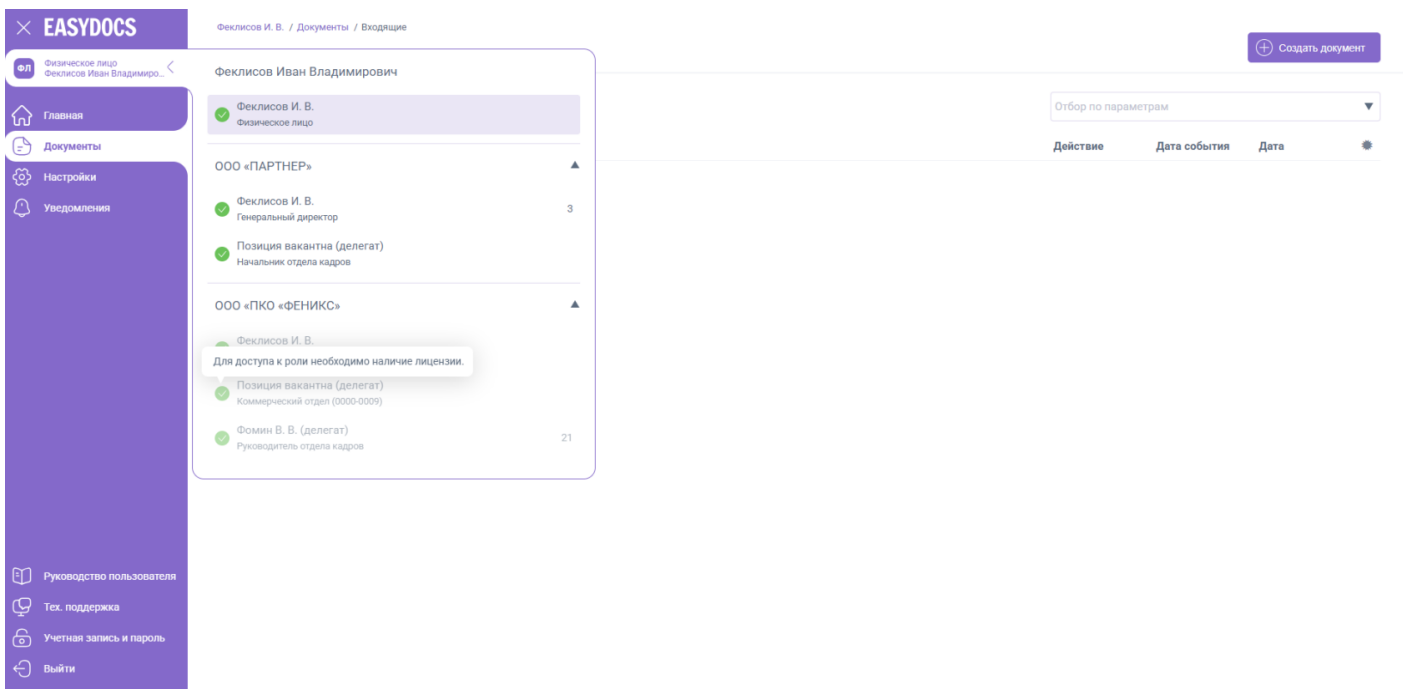 EASYDOCS
Феклисов И. В. / Документы / Входящие
Создать документ
ФЛ
Физическое лицо
Феклисов Иван Владимиро...
Главная
Документы
Настройки
Уведомления
Феклисов Иван Владимирович
Феклисов И. В.
Физическое лицо
ООО «ПАРТНЕР»
Феклисов И. В.
Генеральный директор
3
Позиция вакантна (делегат)
Начальник отдела кадров
ООО «ПКО «ФЕНИКС»
Феклисов И. В.
Для доступа к роли необходимо наличие лицензии.
Позиция вакантна (делегат)
Коммерческий отдел (0000-0009)
Фомин В. В. (делегат)
Руководитель отдела кадров
21
Отбор по параметрам
Действие Дата события Дата
Руководство пользователя
Тех. поддержка
Учетная запись и пароль
Выйти